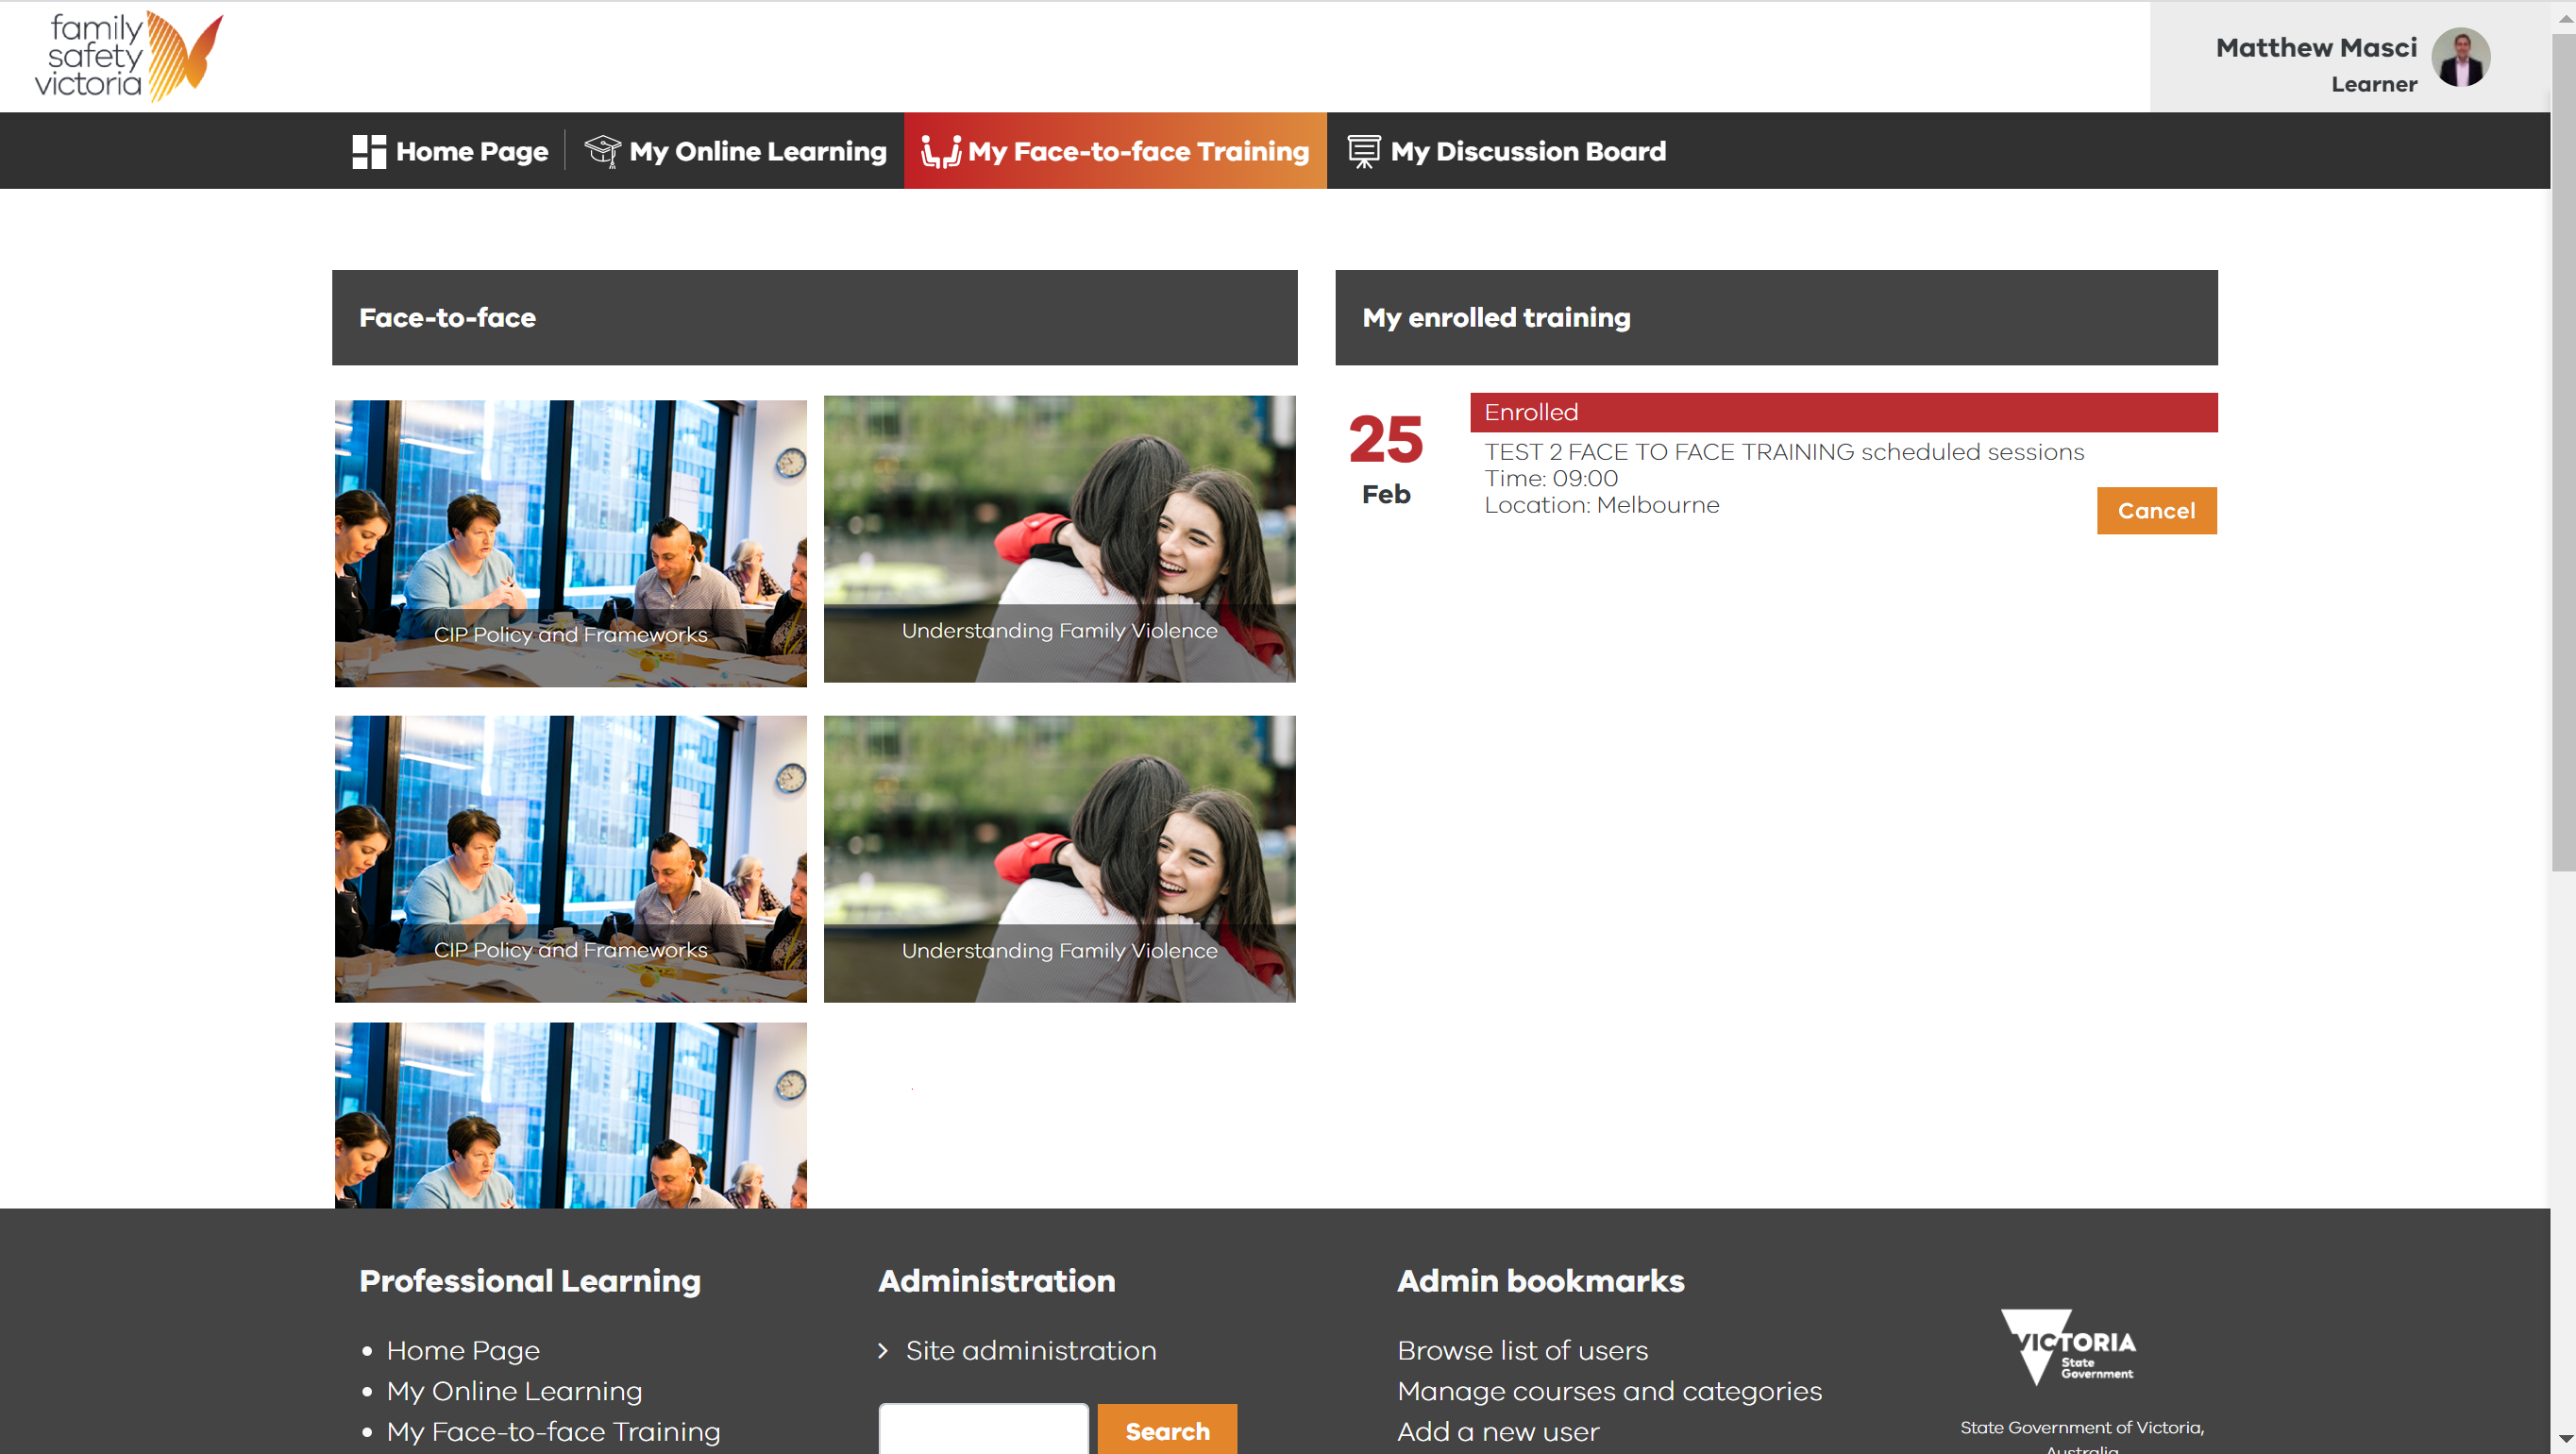 family
safety
victoria
Matthew Masci
Learner
Home Page
My Online Learning
My Face-to-face Training
My Discussion Board
Face-to-face
My enrolled training
CIP Policy and Frameworks
Understanding Family Violence
25
Feb
Enrolled
TEST 2 FACE TO FACE TRAINING scheduled sessions
Time: 09:00
Location: Melbourne
Cancel
CIP Policy and Frameworks
Understanding Family Violence
Professional Learning
Home Page
My Online Learning
My Face-to-face Training
Administration
Site administration
Search
Admin bookmarks
Browse list of users
Manage courses and categories
Add a new user
VICTORIA
State
Government
State Government of Victoria,
Australia